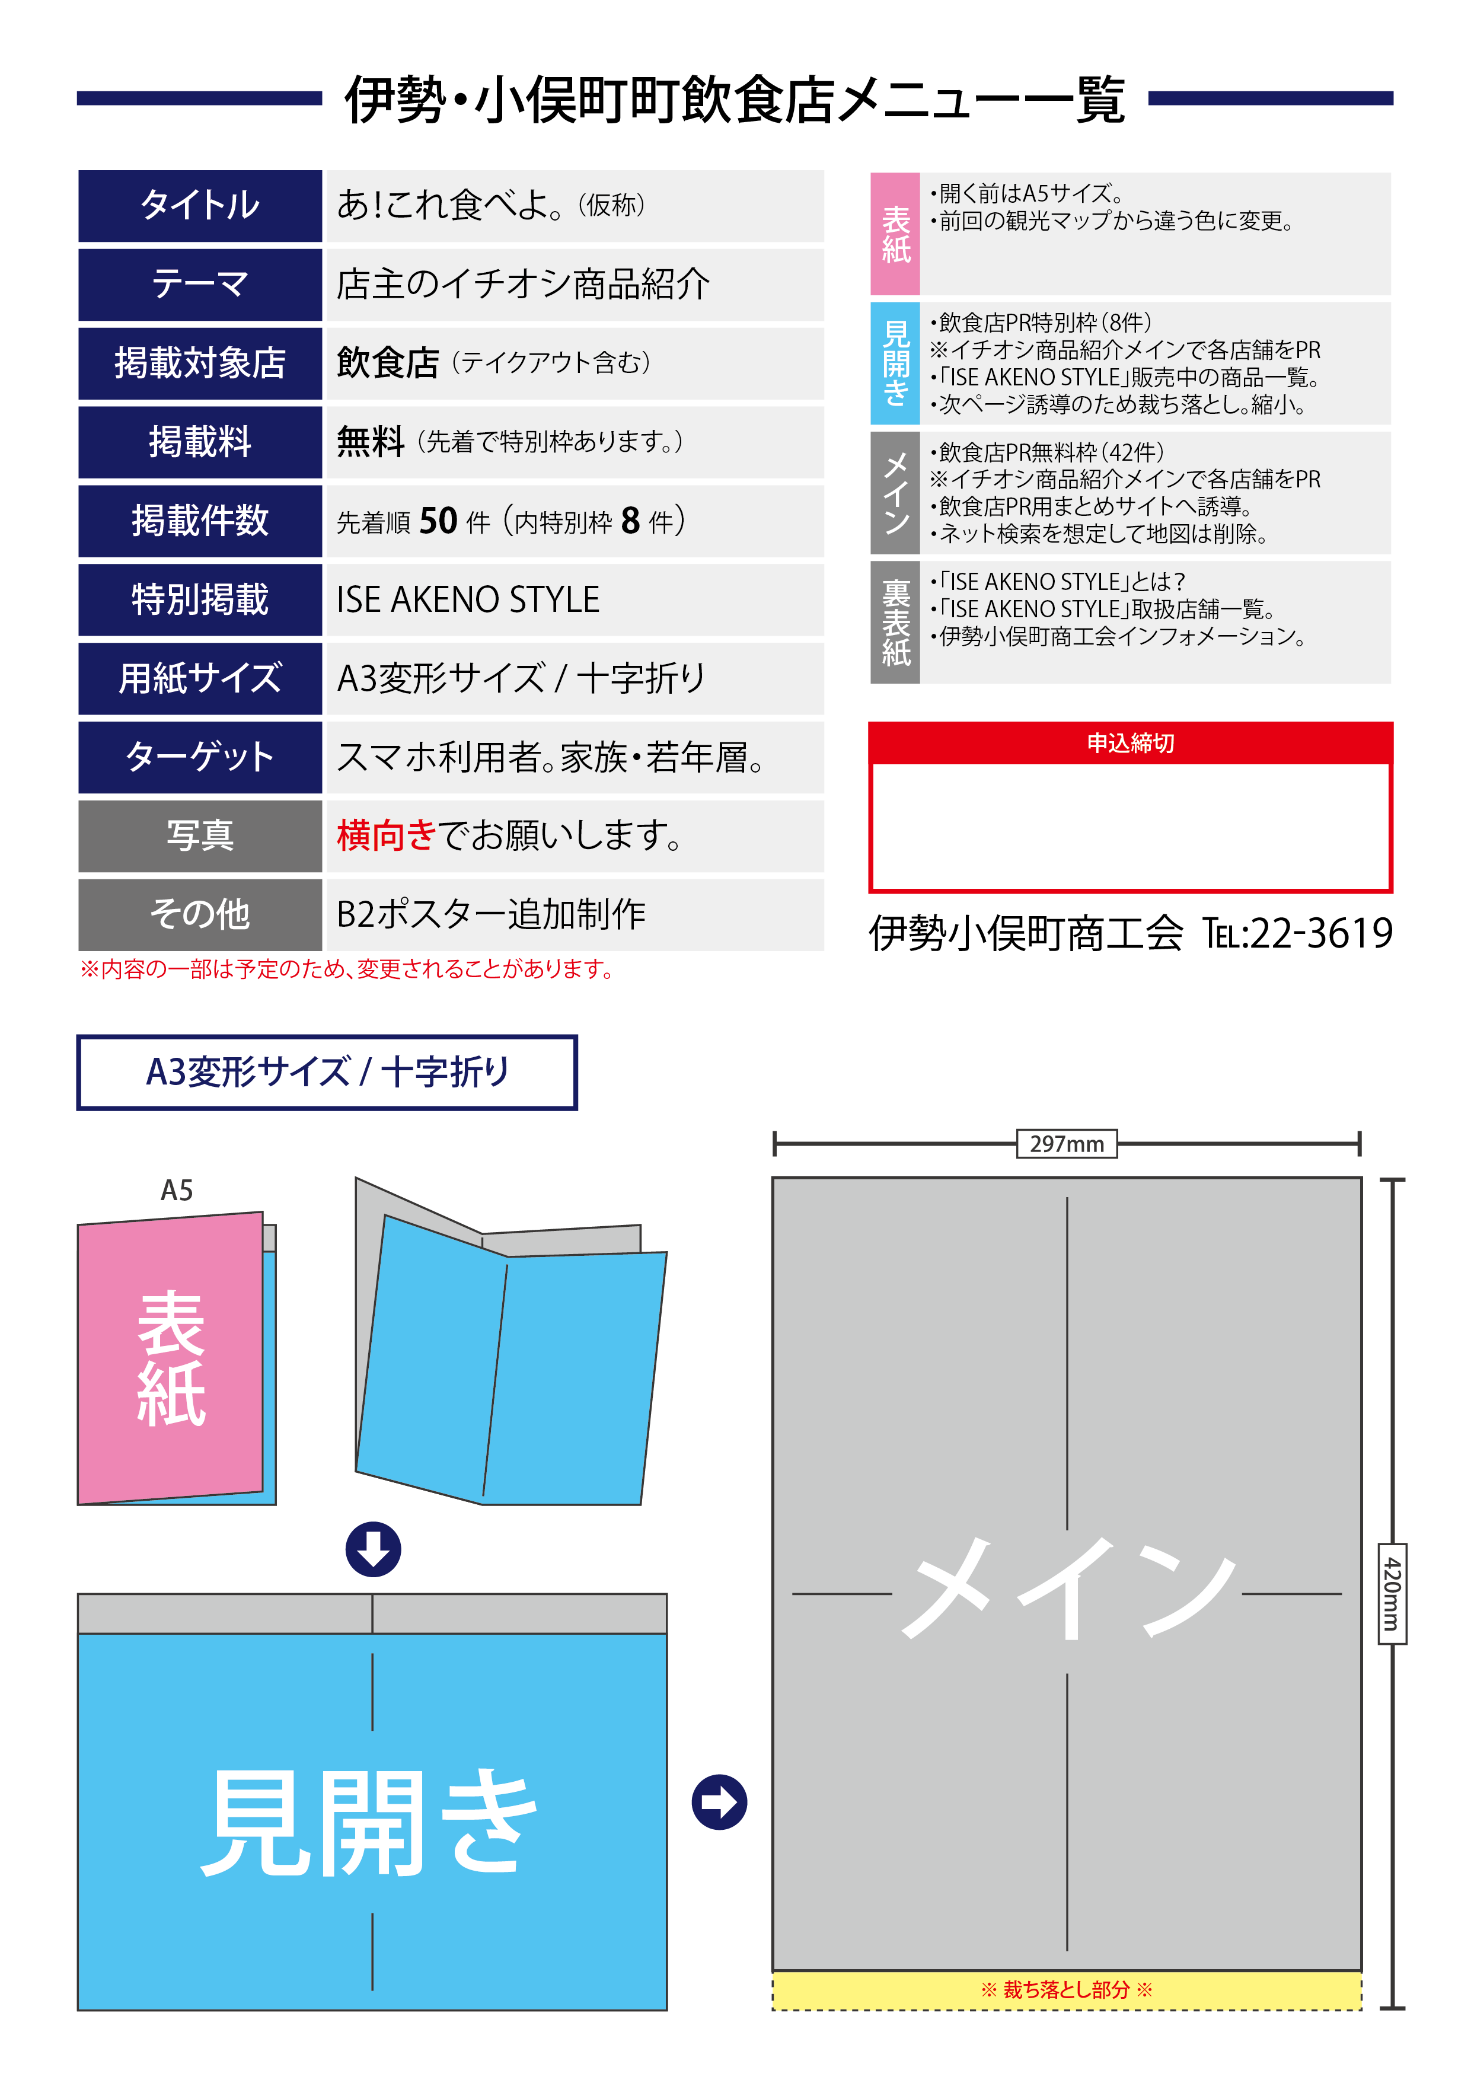 伊勢・小俣町町飲食店メニュー一覧
タイトル
あ!これ食べよ。（仮称）
テーマ
店主のイチオシ商品紹介
掲載対象店
飲食店（テイクアウト含む）
掲載料
無料（先着で特別枠あります。）
掲載件数
先着順 50 件（内特別枠 8 件）
特別掲載
ISE AKENO STYLE
用紙サイズ
A3変形サイズ / 十字折り
ターゲット
スマホ利用者。家族・若年層。
写真
横向きでお願いします。
その他
B2ポスター追加制作
※内容の一部は予定のため、変更されることがあります。
表紙
・開く前はA5サイズ。
・前回の観光マップから違う色に変更。
見開き
・飲食店PR特別枠（8件）
※イチオシ商品紹介メインで各店舗をPR
・「ISE AKENO STYLE」販売中の商品一覧。
・次ページ誘導のため裁ち落とし。縮小。
メイン
・飲食店PR無料枠（42件）
※イチオシ商品紹介メインで各店舗をPR
・飲食店PR用まとめサイトへ誘導。
・ネット検索を想定して地図は削除。
裏表紙
・「ISE AKENO STYLE」とは？
・「ISE AKENO STYLE」取扱店舗一覧。
・伊勢小俣町商工会インフォメーション。
申込締切
伊勢小俣町商工会 TEL:22-3619
A3変形サイズ / 十字折り
A5
表紙
見開き
297mm
メイン
420mm
※ 裁ち落とし部分 ※